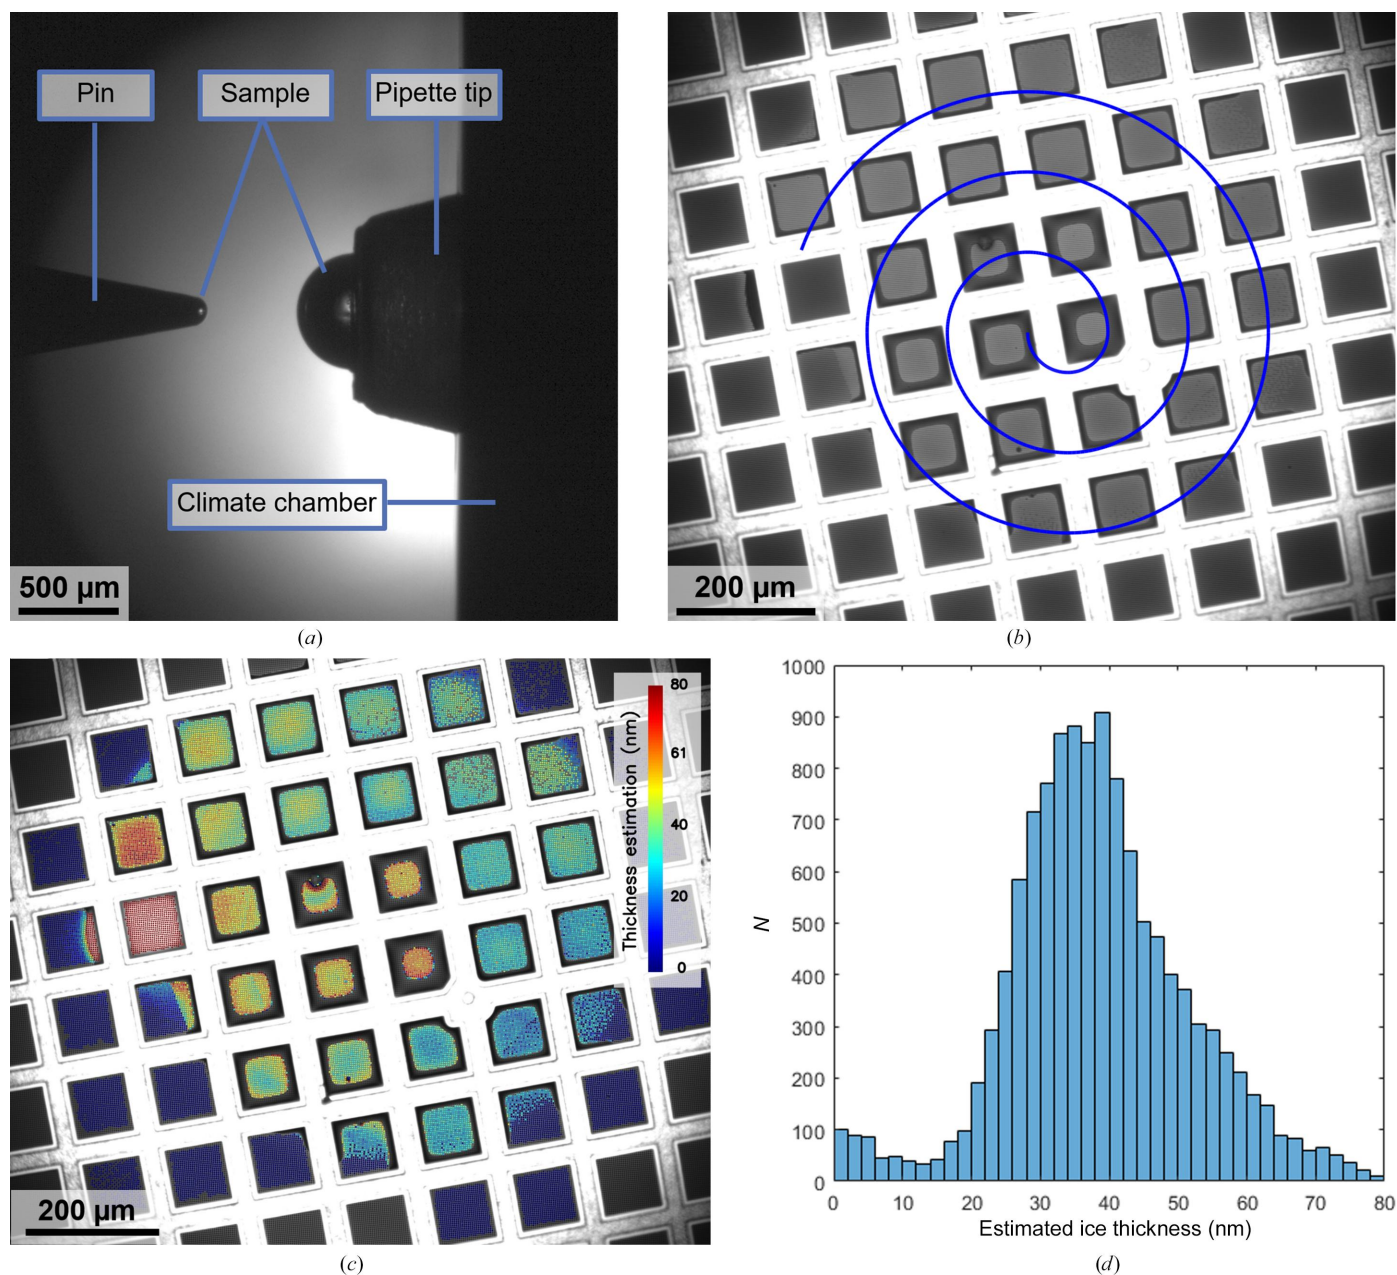 Pin
Sample
Pipette tip
Climate chamber
500 µm
(a)
200 µm
(b)
Thickness estimation (nm)
80
61
40
20
0
200 µm
(c)
1000
900
800
700
600
500
400
300
200
100
0
N
0 10 20 30 40 50 60 70 80
Estimated ice thickness (nm)
(d)